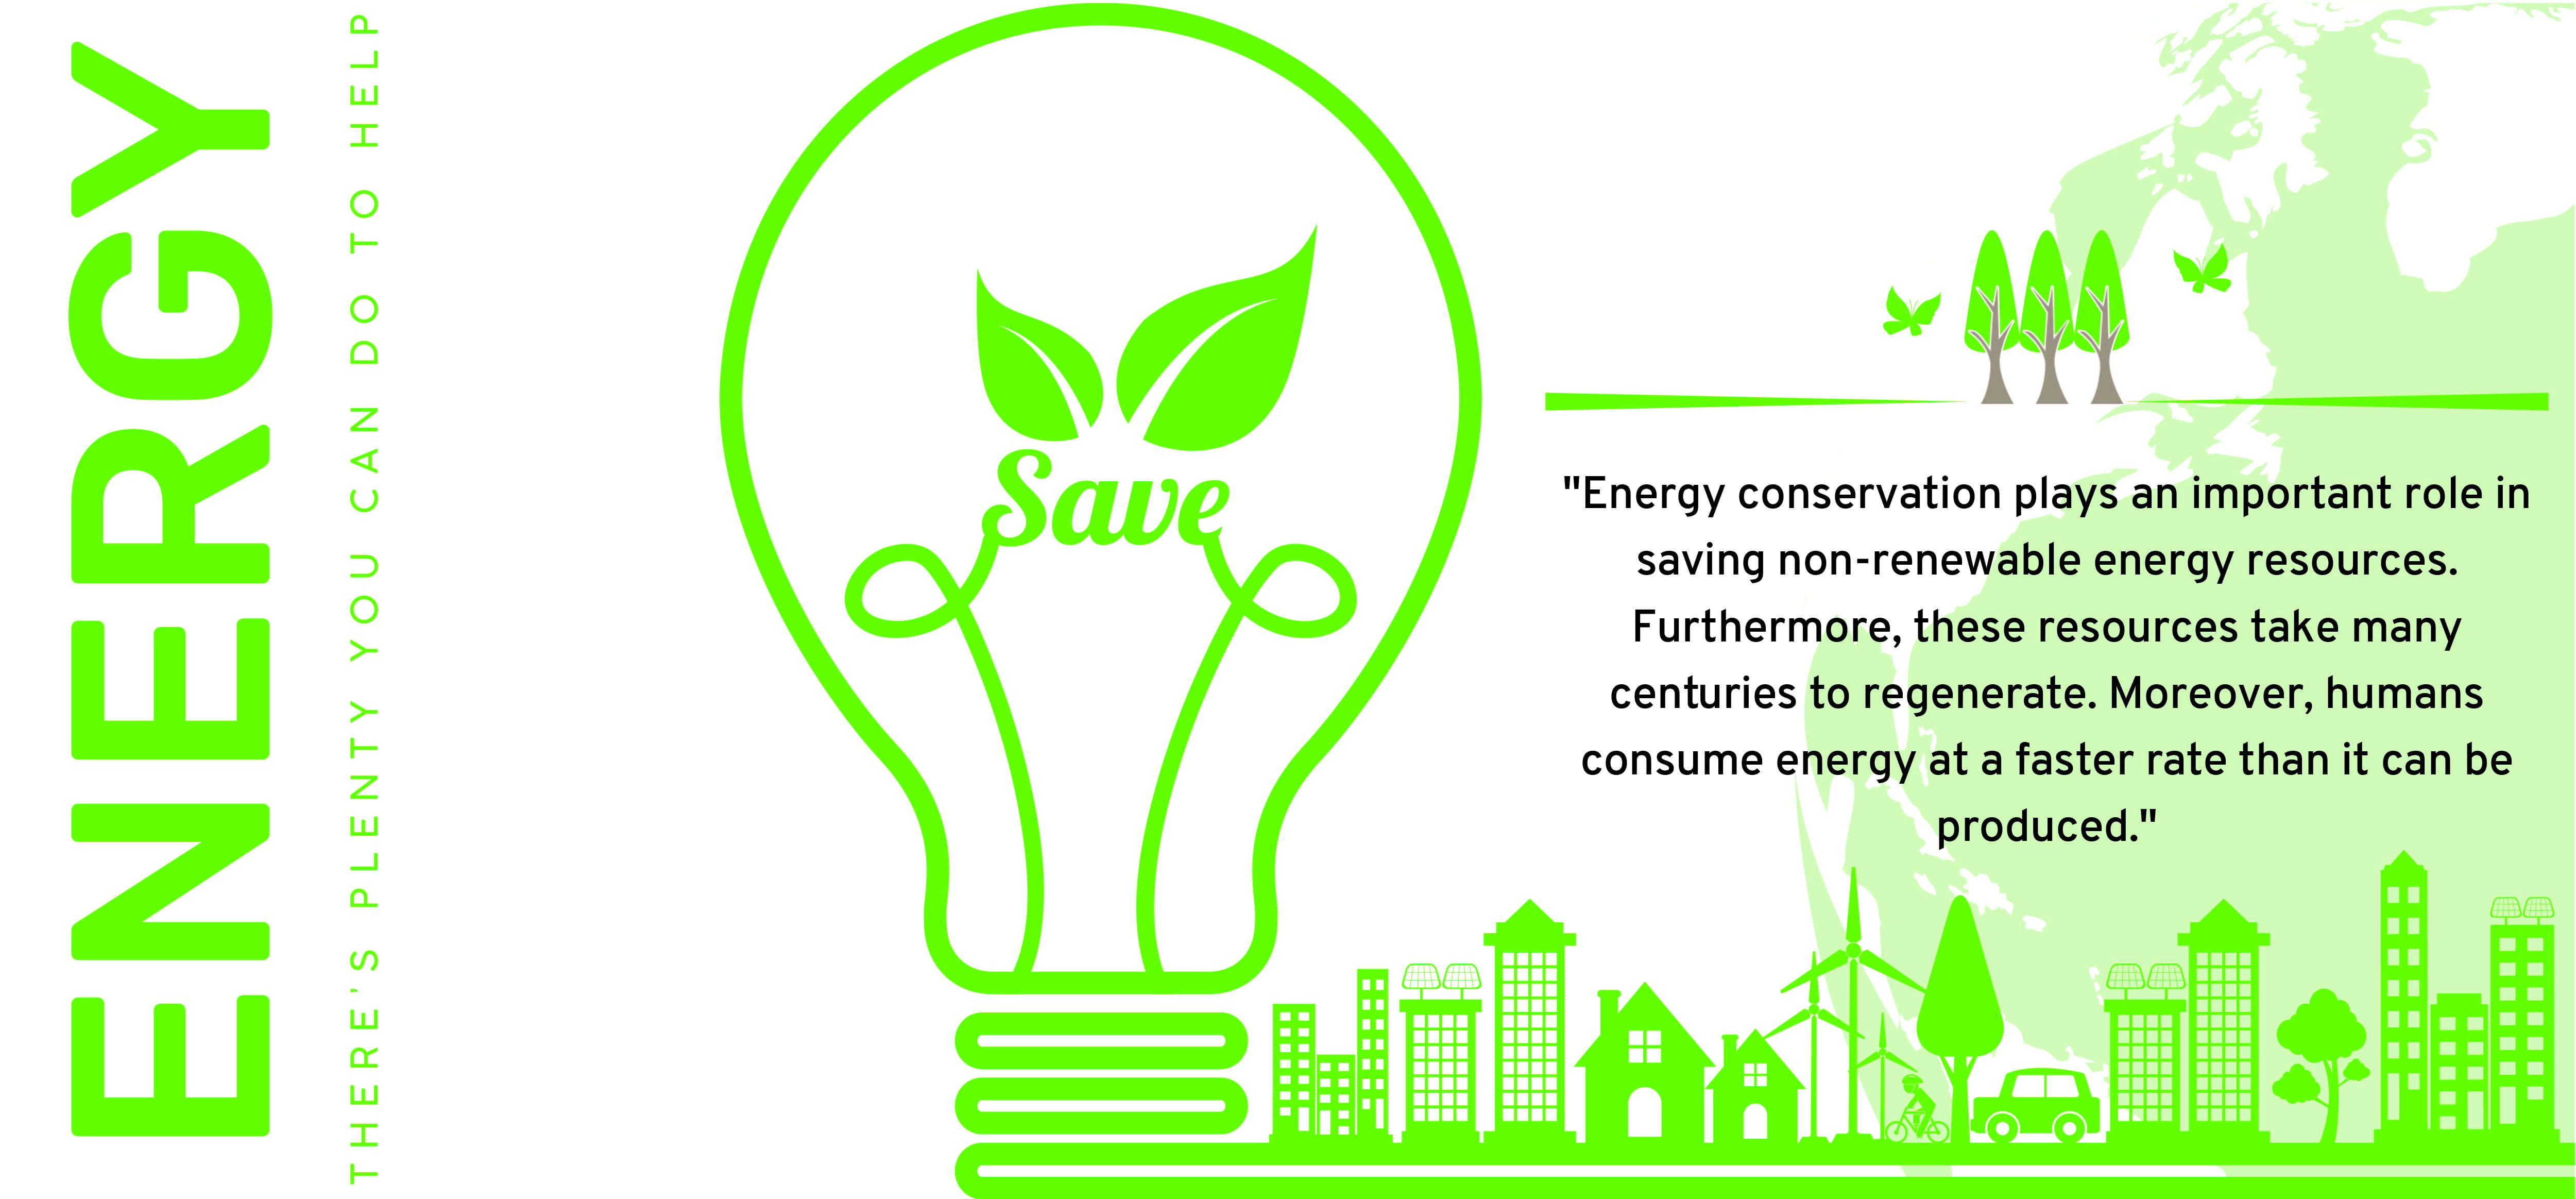 ENERGY
THERE'S PLENTY YOU CAN DO TO HELP
Save
"Energy conservation plays an important role in
saving non-renewable energy resources.
Furthermore, these resources take many
centuries to regenerate. Moreover, humans
consume energy at a faster rate than it can be
produced."